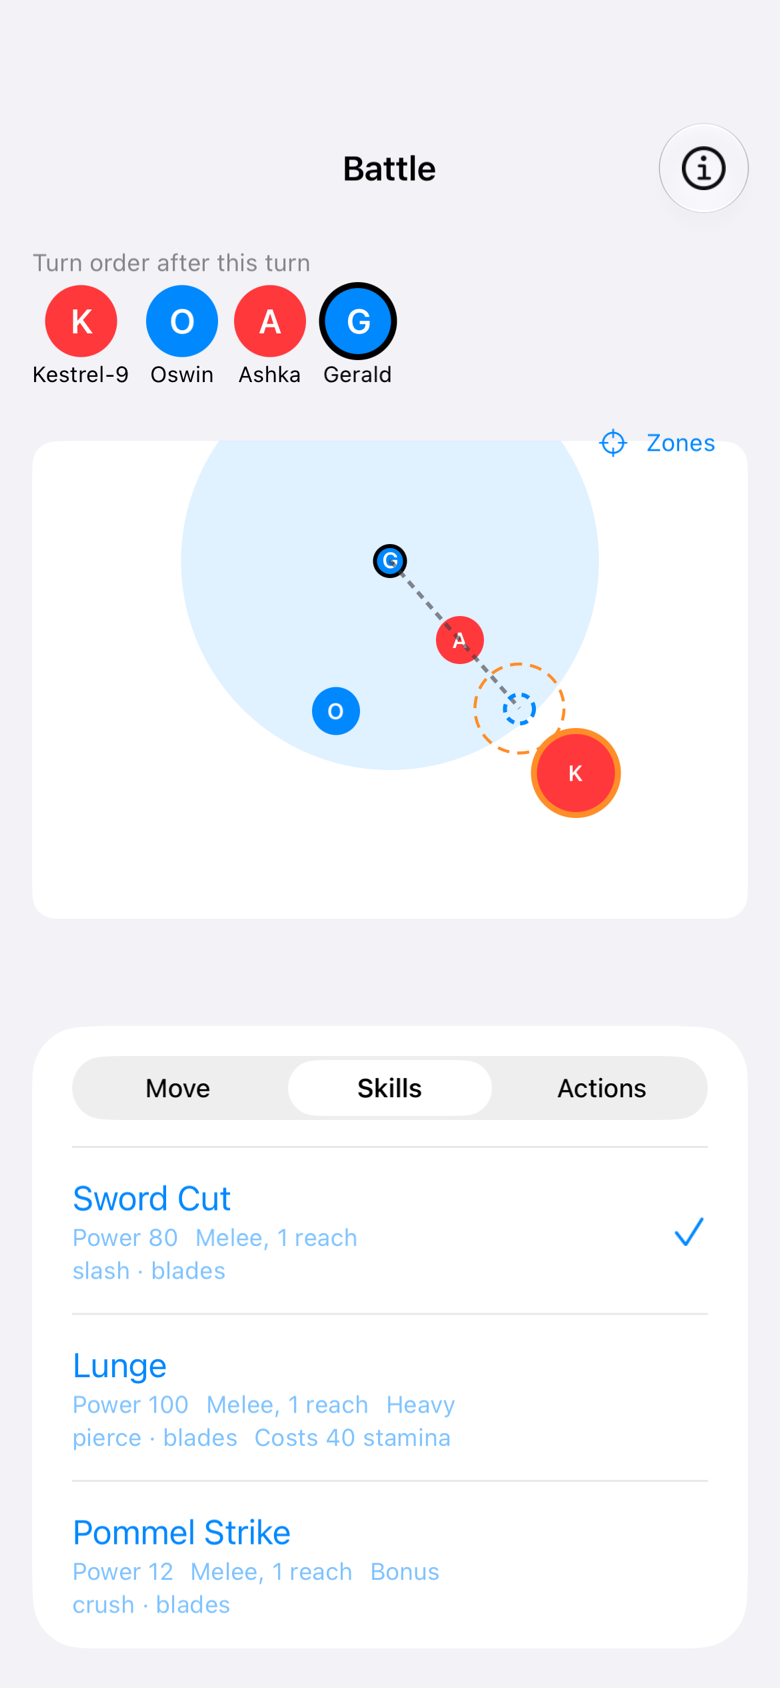 Battle
Turn order after this turn
K O A G
Kestrel-9 Oswin Ashka Gerald
Zones
G
A
O
K
Move Skills Actions
Sword Cut
Power 80 Melee, 1 reach
slash · blades
Lunge
Power 100 Melee, 1 reach Heavy
pierce · blades Costs 40 stamina
Pommel Strike
Power 12 Melee, 1 reach Bonus
crush · blades